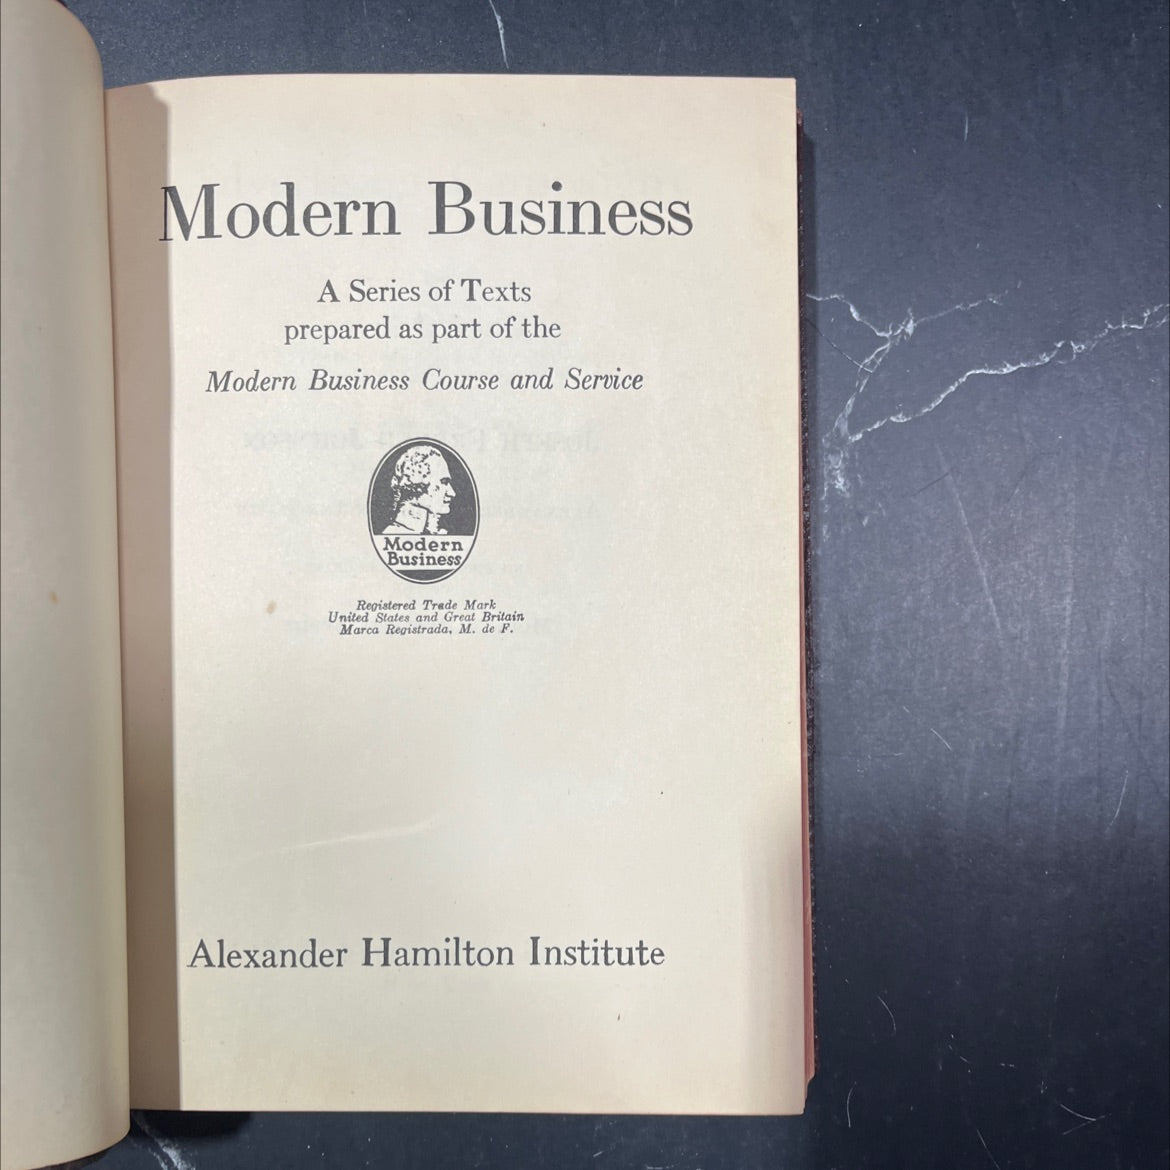 Modern Business
A Series of Texts
prepared as part of the
Modern Business Course and Service
Modern
Business
Registered Trade Mark
United States and Great Britain
Marca Registrada, M. de F.
Alexander Hamilton Institute